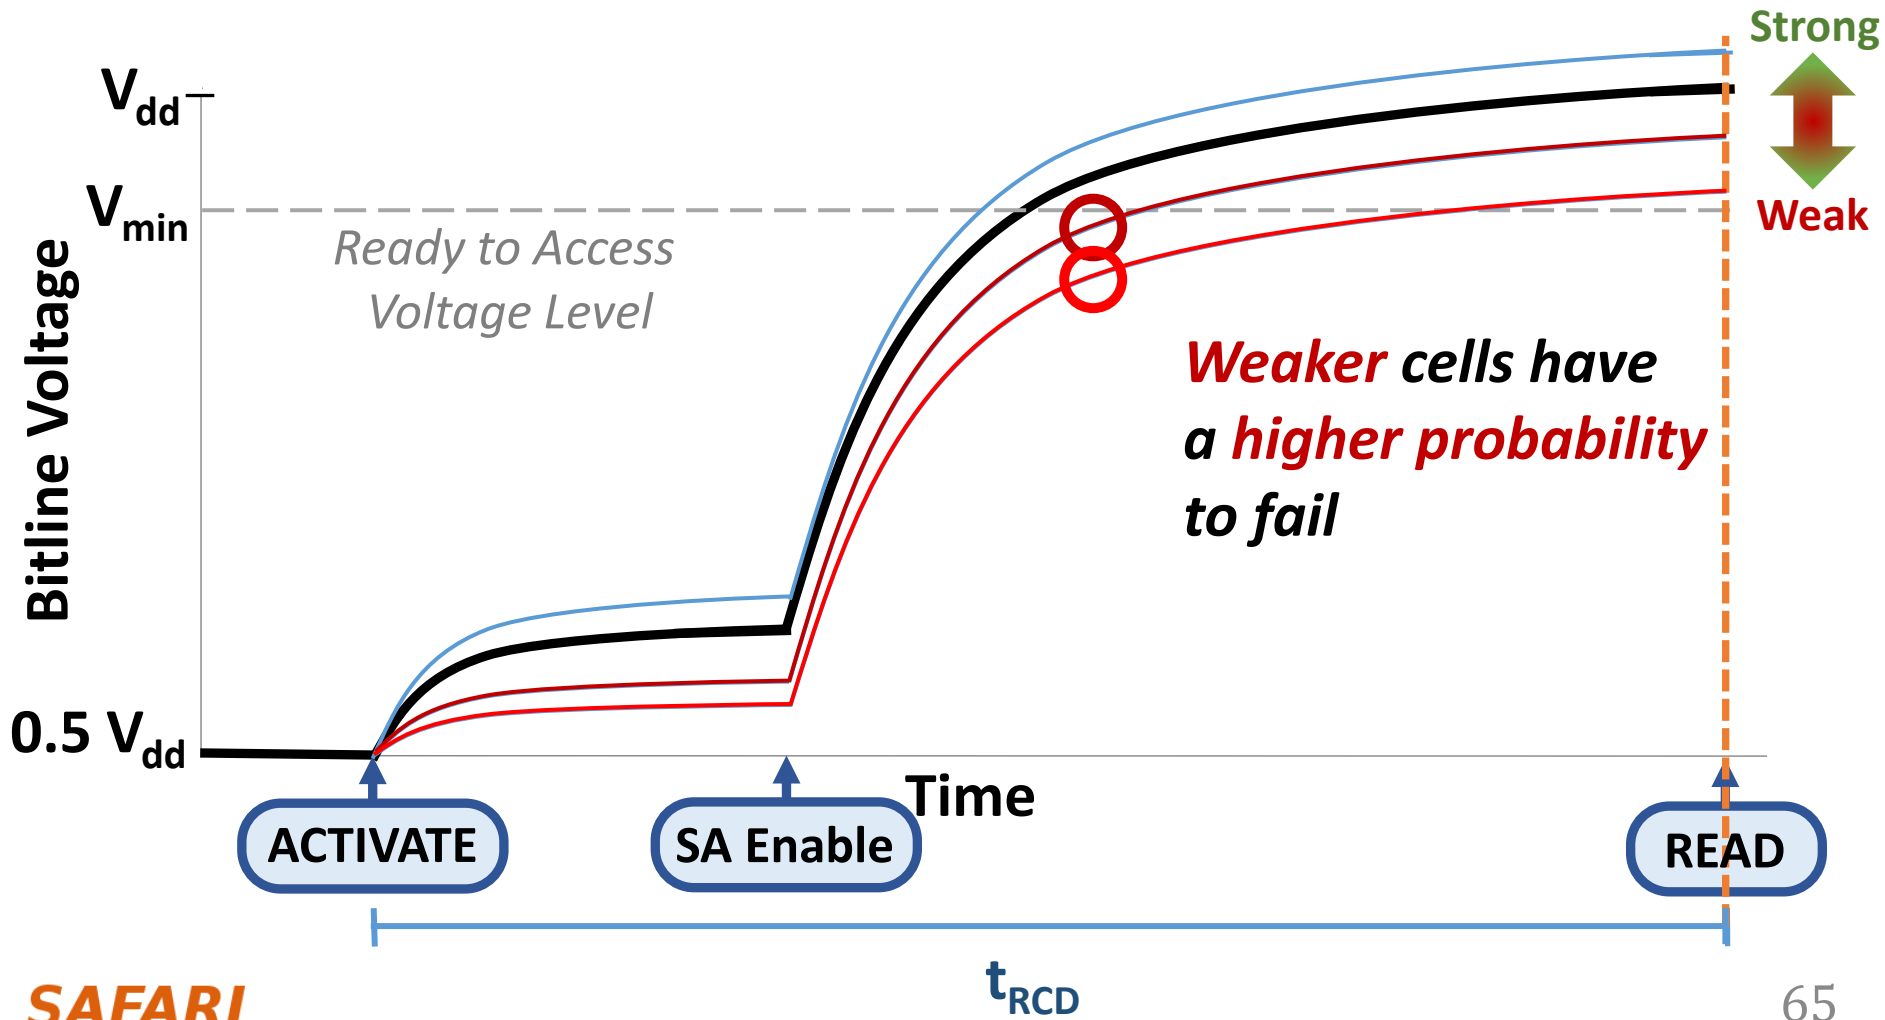 Strong
Vdd
Vmin
Weak
Ready to Access
Voltage Level
Bitline Voltage
Weaker cells have
a higher probability
to fail
0.5 Vdd
Time
ACTIVATE
SA Enable
READ
tRCD
SAFARI
65